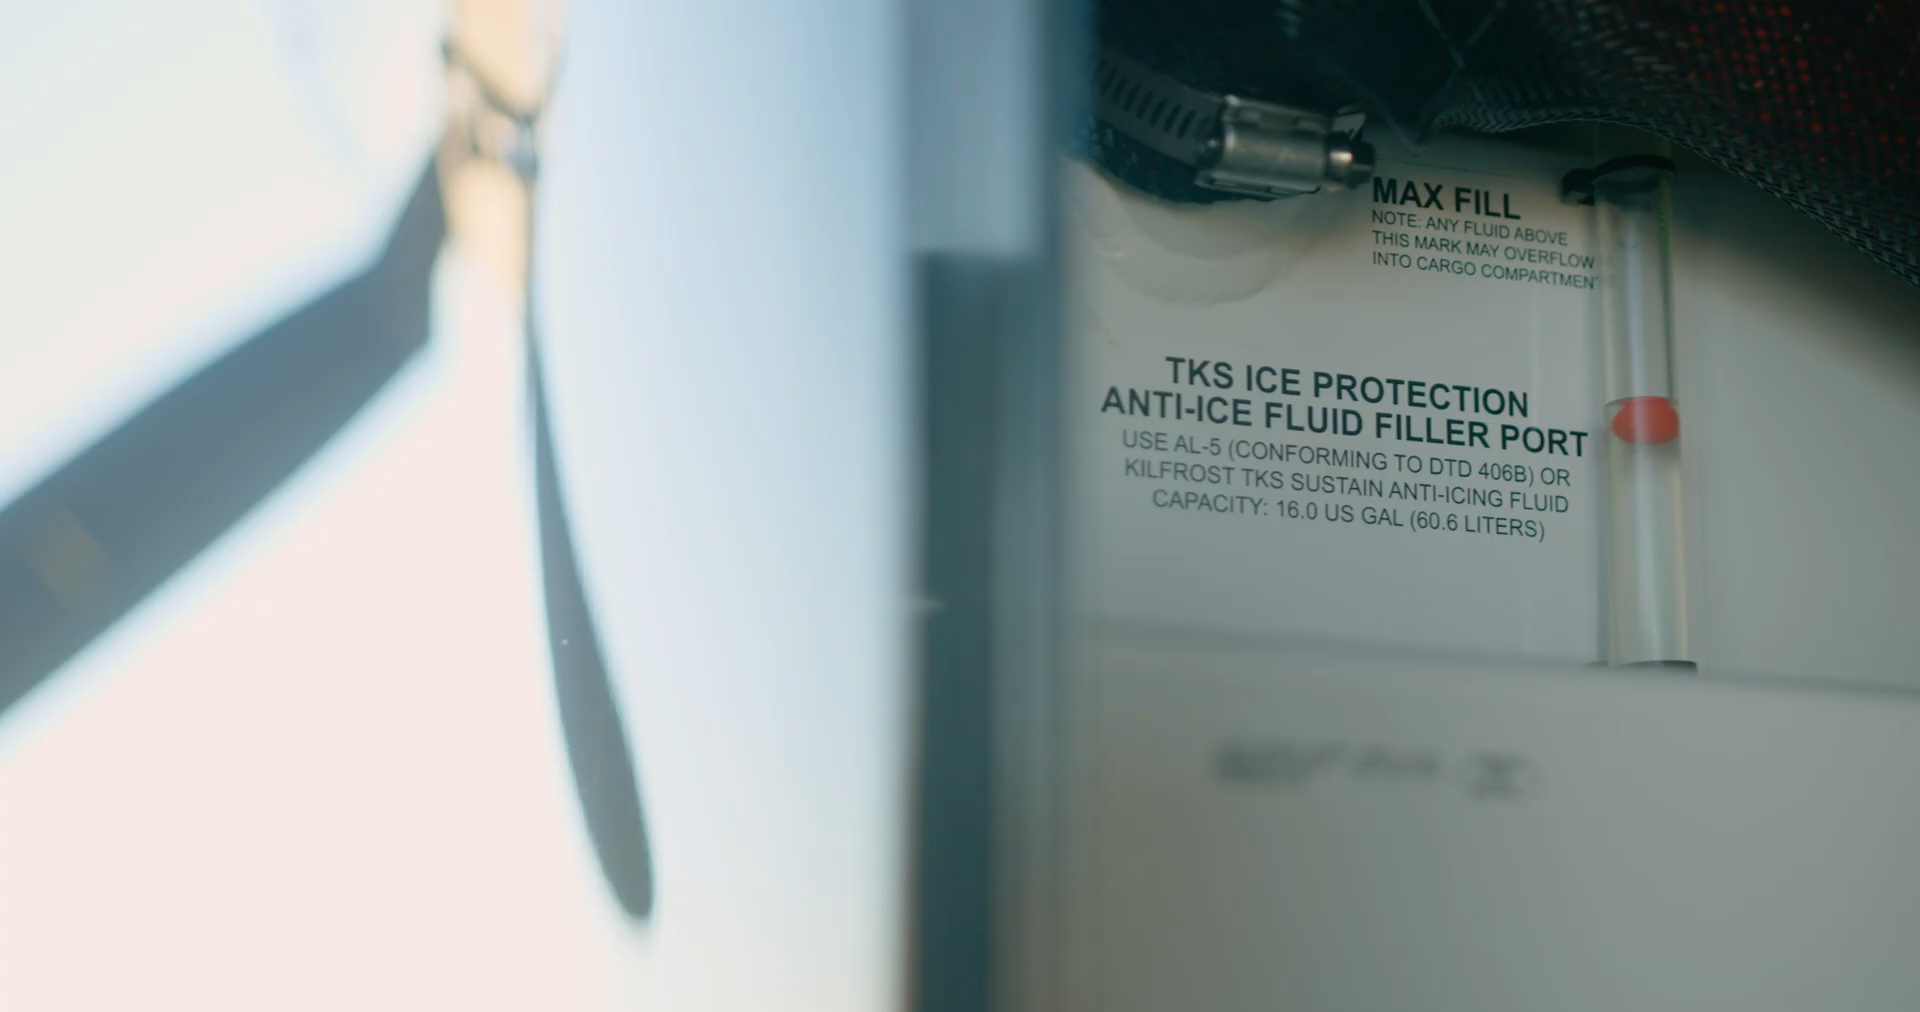 MAX FILL
NOTE: ANY FLUID ABOVE
THIS MARK MAY OVERFLOW
INTO CARGO COMPARTMENT
TKS ICE PROTECTION
ANTI-ICE FLUID FILLER PORT
USE AL-5 (CONFORMING TO DTD 406B) OR
KILFROST TKS SUSTAIN ANTI-ICING FLUID
CAPACITY: 16.0 US GAL (60.6 LITERS)